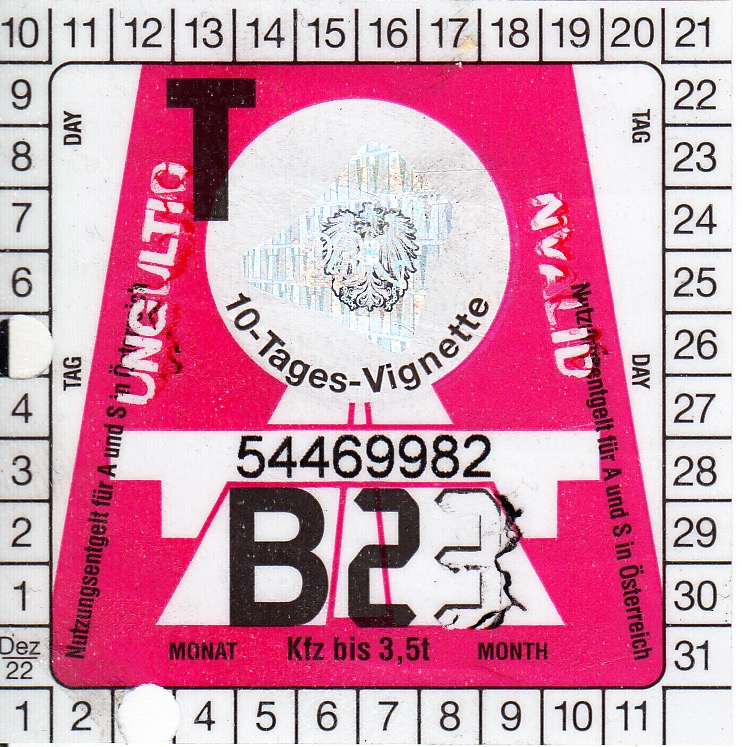 10 11 12 13 14 15 16 17 18 19 20 21
9 22
8 23
7 24
6 25
26
4 27
3 28
2 29
1 30
Dez 22 31
1 2 4 5 6 7 8 9 10 11
DAY
TAG
T
UNGÜLTIG
NVALID
10-Tages-Vignette
TAG
DAY
Nutzungsentgelt für A und S in Österreich
Nutzungsentgelt für A und S in Österreich
54469982
B23
MONAT Kfz bis 3,5t MONTH